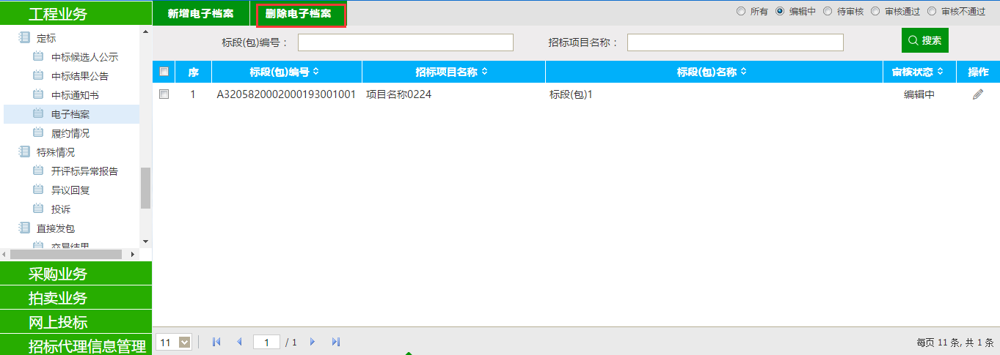 工程业务
定标
中标候选人公示
中标结果公告
中标通知书
电子档案
履约情况
特殊情况
开评标异常报告
异议回复
投诉
直接发包
交易结果
采购业务
拍卖业务
网上投标
招标代理信息管理
新增电子档案 删除电子档案 所有 编辑中 待审核 审核通过 审核不通过
标段(包)编号： 招标项目名称： 搜索
序 标段(包)编号 招标项目名称 标段(包)名称 审核状态 操作
1 A3205820002000193001001 项目名称0224 标段(包)1 编辑中
11 1 / 1 每页 11 条, 共 1 条